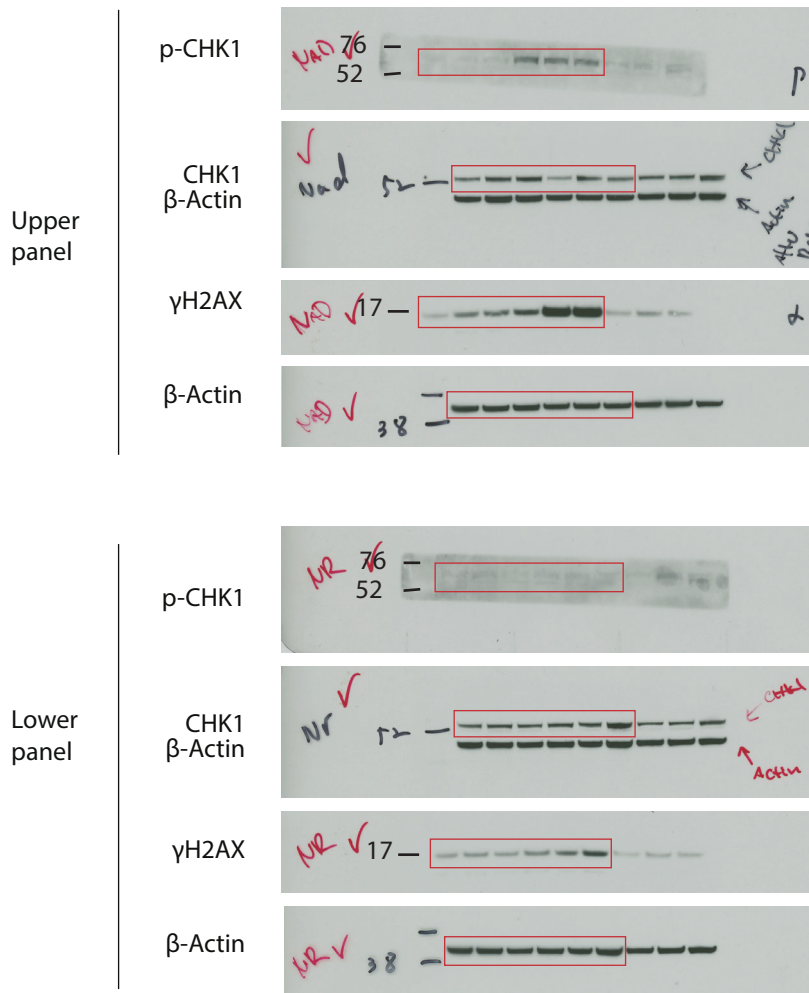 p-CHK1
NAD ✓
76
52
p
Upper
panel
CHK1
β-Actin
✓
Nad
52
CHK1
Actin
γH2AX
NAD ✓
17
α
β-Actin
NAD ✓
38
Lower
panel
p-CHK1
NR ✓
76
52
CHK1
β-Actin
Nr ✓
52
CHK1
Actin
γH2AX
NR ✓
17
β-Actin
NR ✓
38